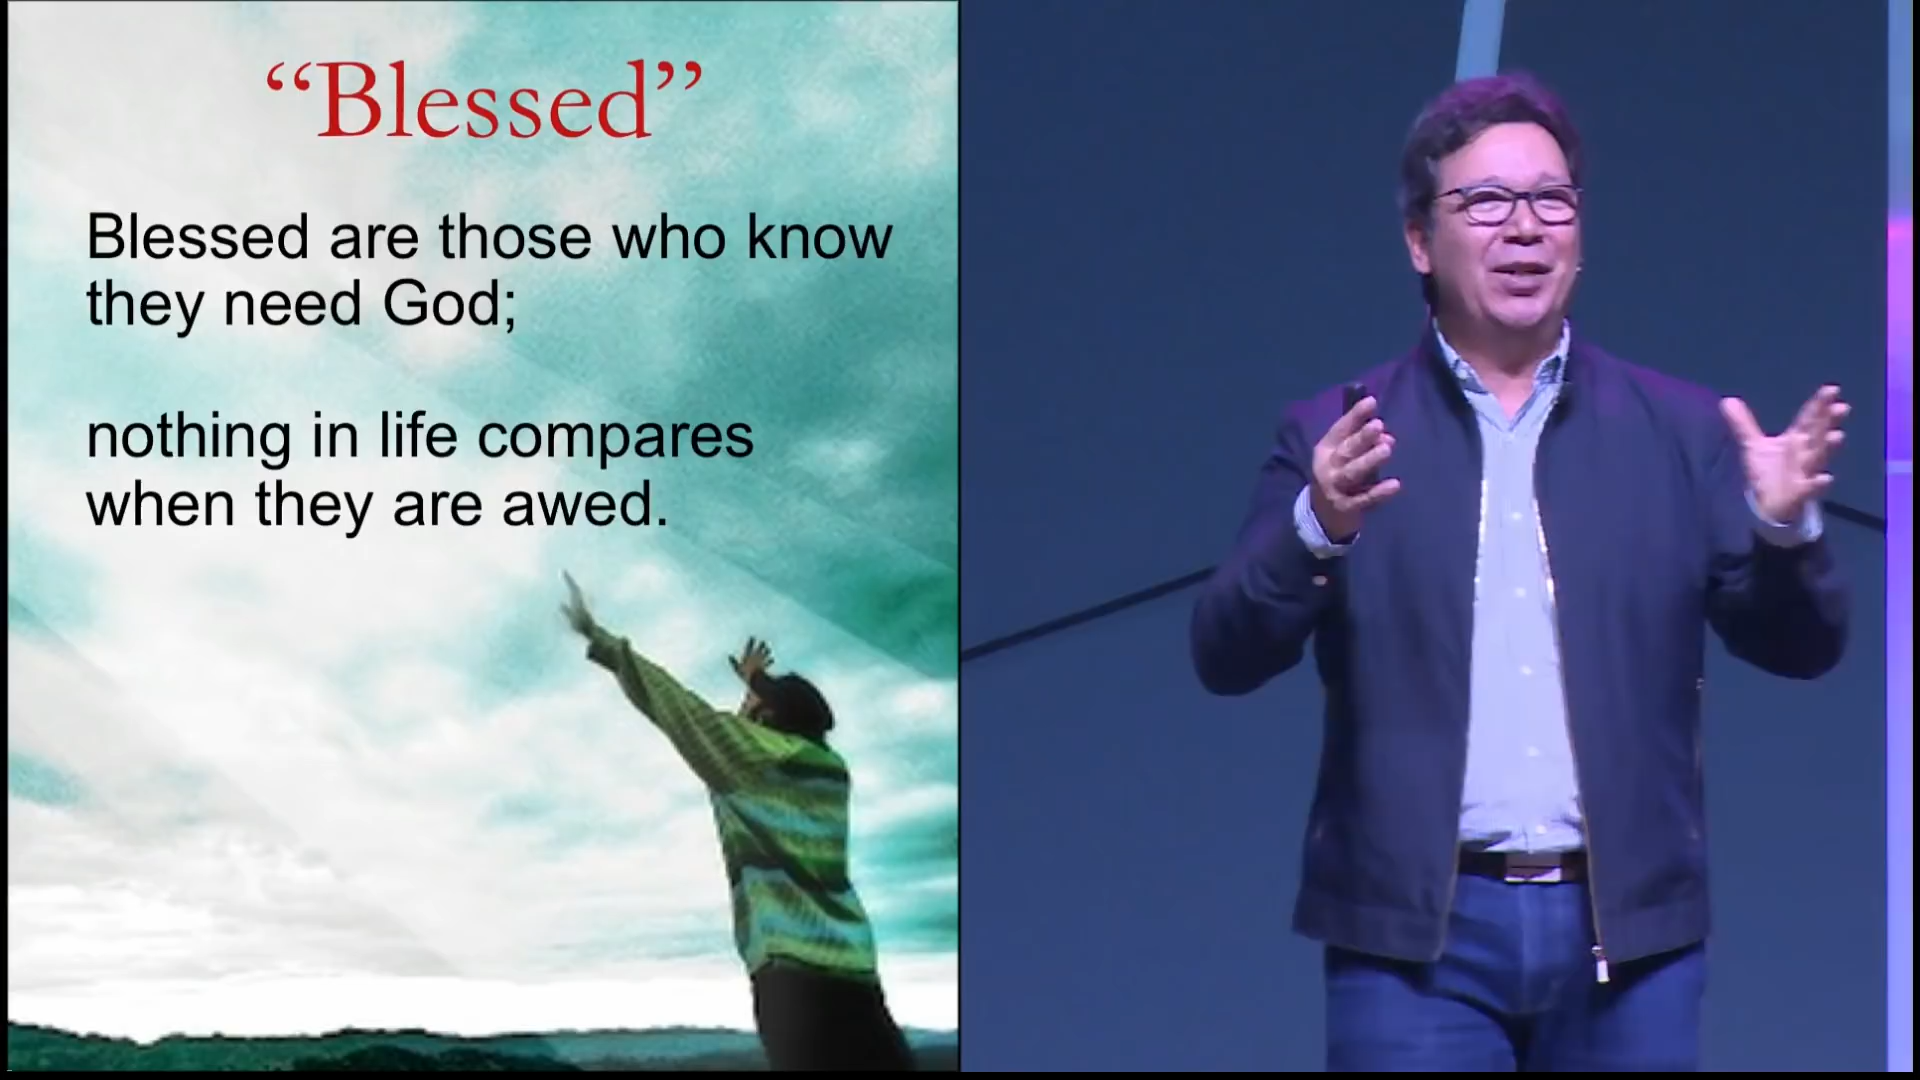 “Blessed”
Blessed are those who know
they need God;
nothing in life compares
when they are awed.